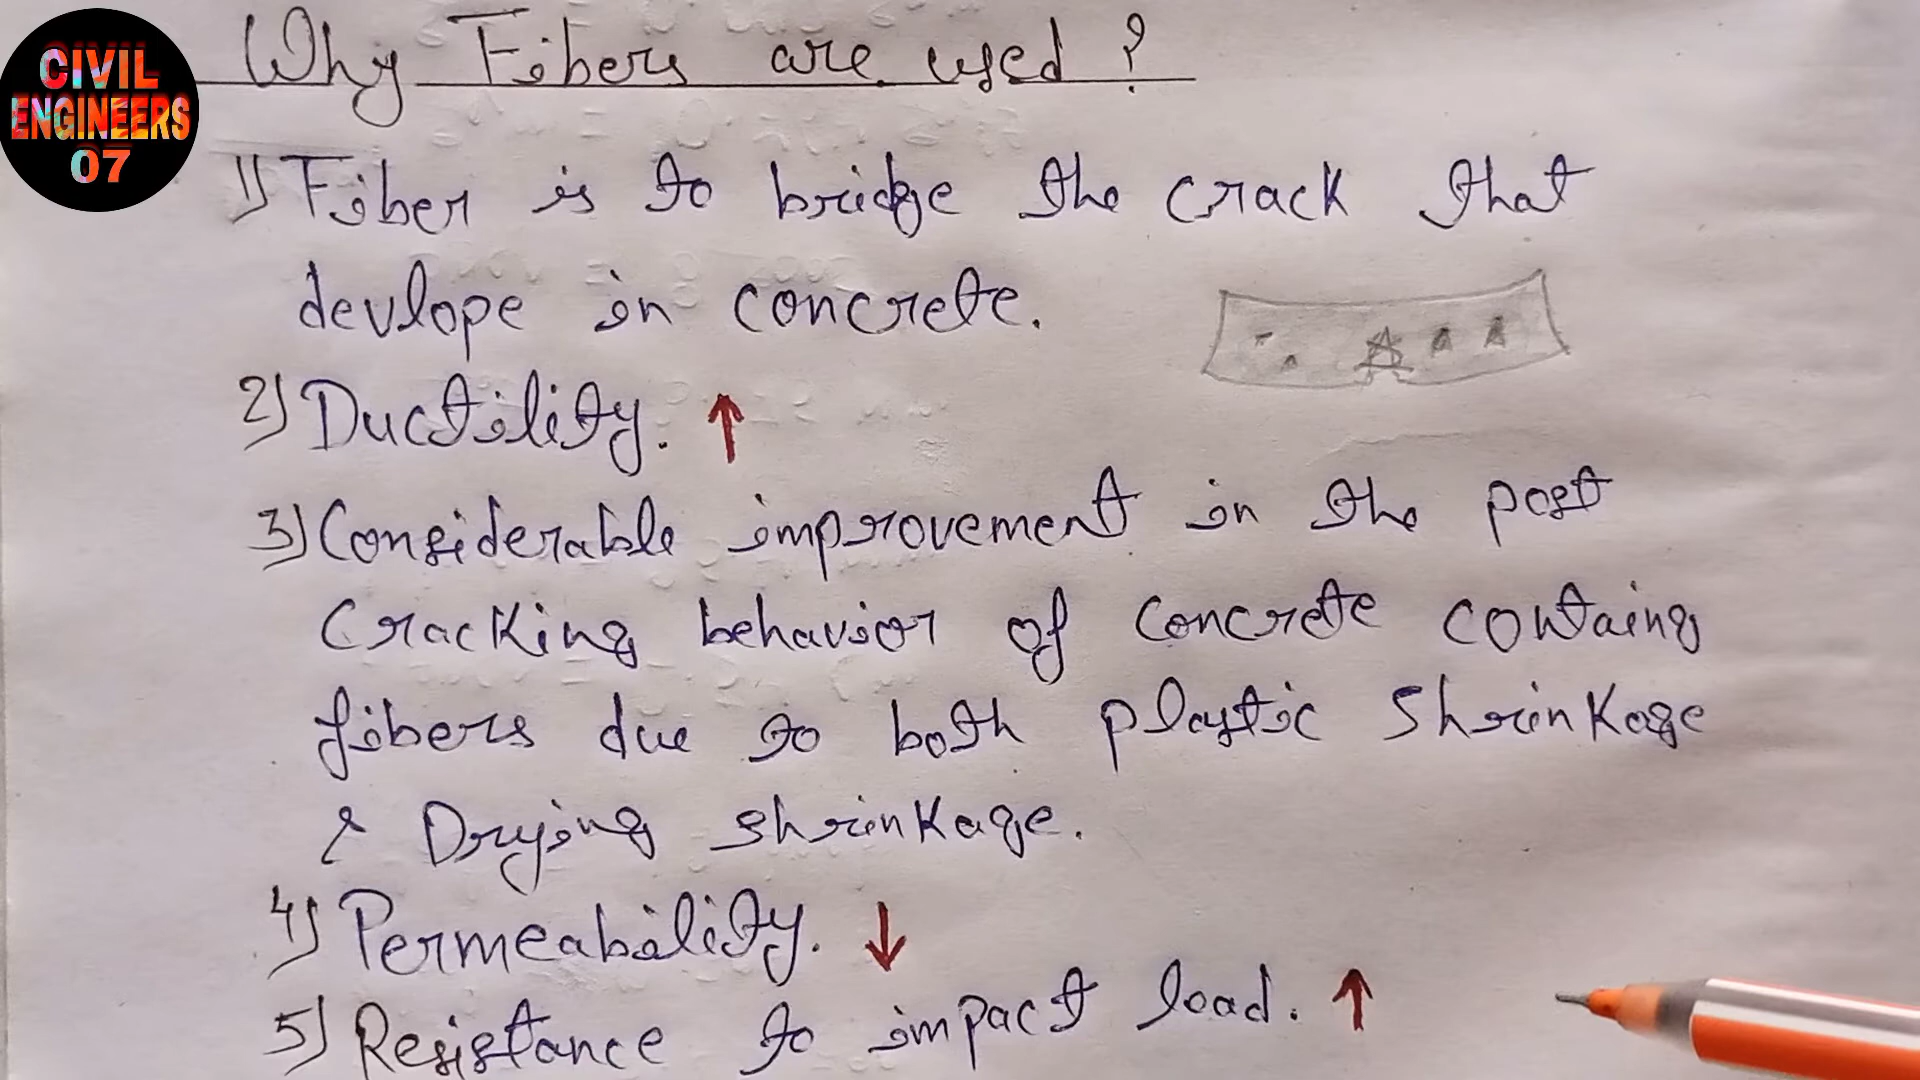 CIVIL
ENGINEERS
07
Why Fibers are used?
1) Fiber is to bridge the crack that
devlope in concrete.
2) Ductility. ↑
3) Considerable improvement in the post
Cracking behavior of concrete containg
fibers due to both plastic shrinkage
& Drying shrinkage.
4) Permeability. ↓
5) Resistance to impact load. ↑